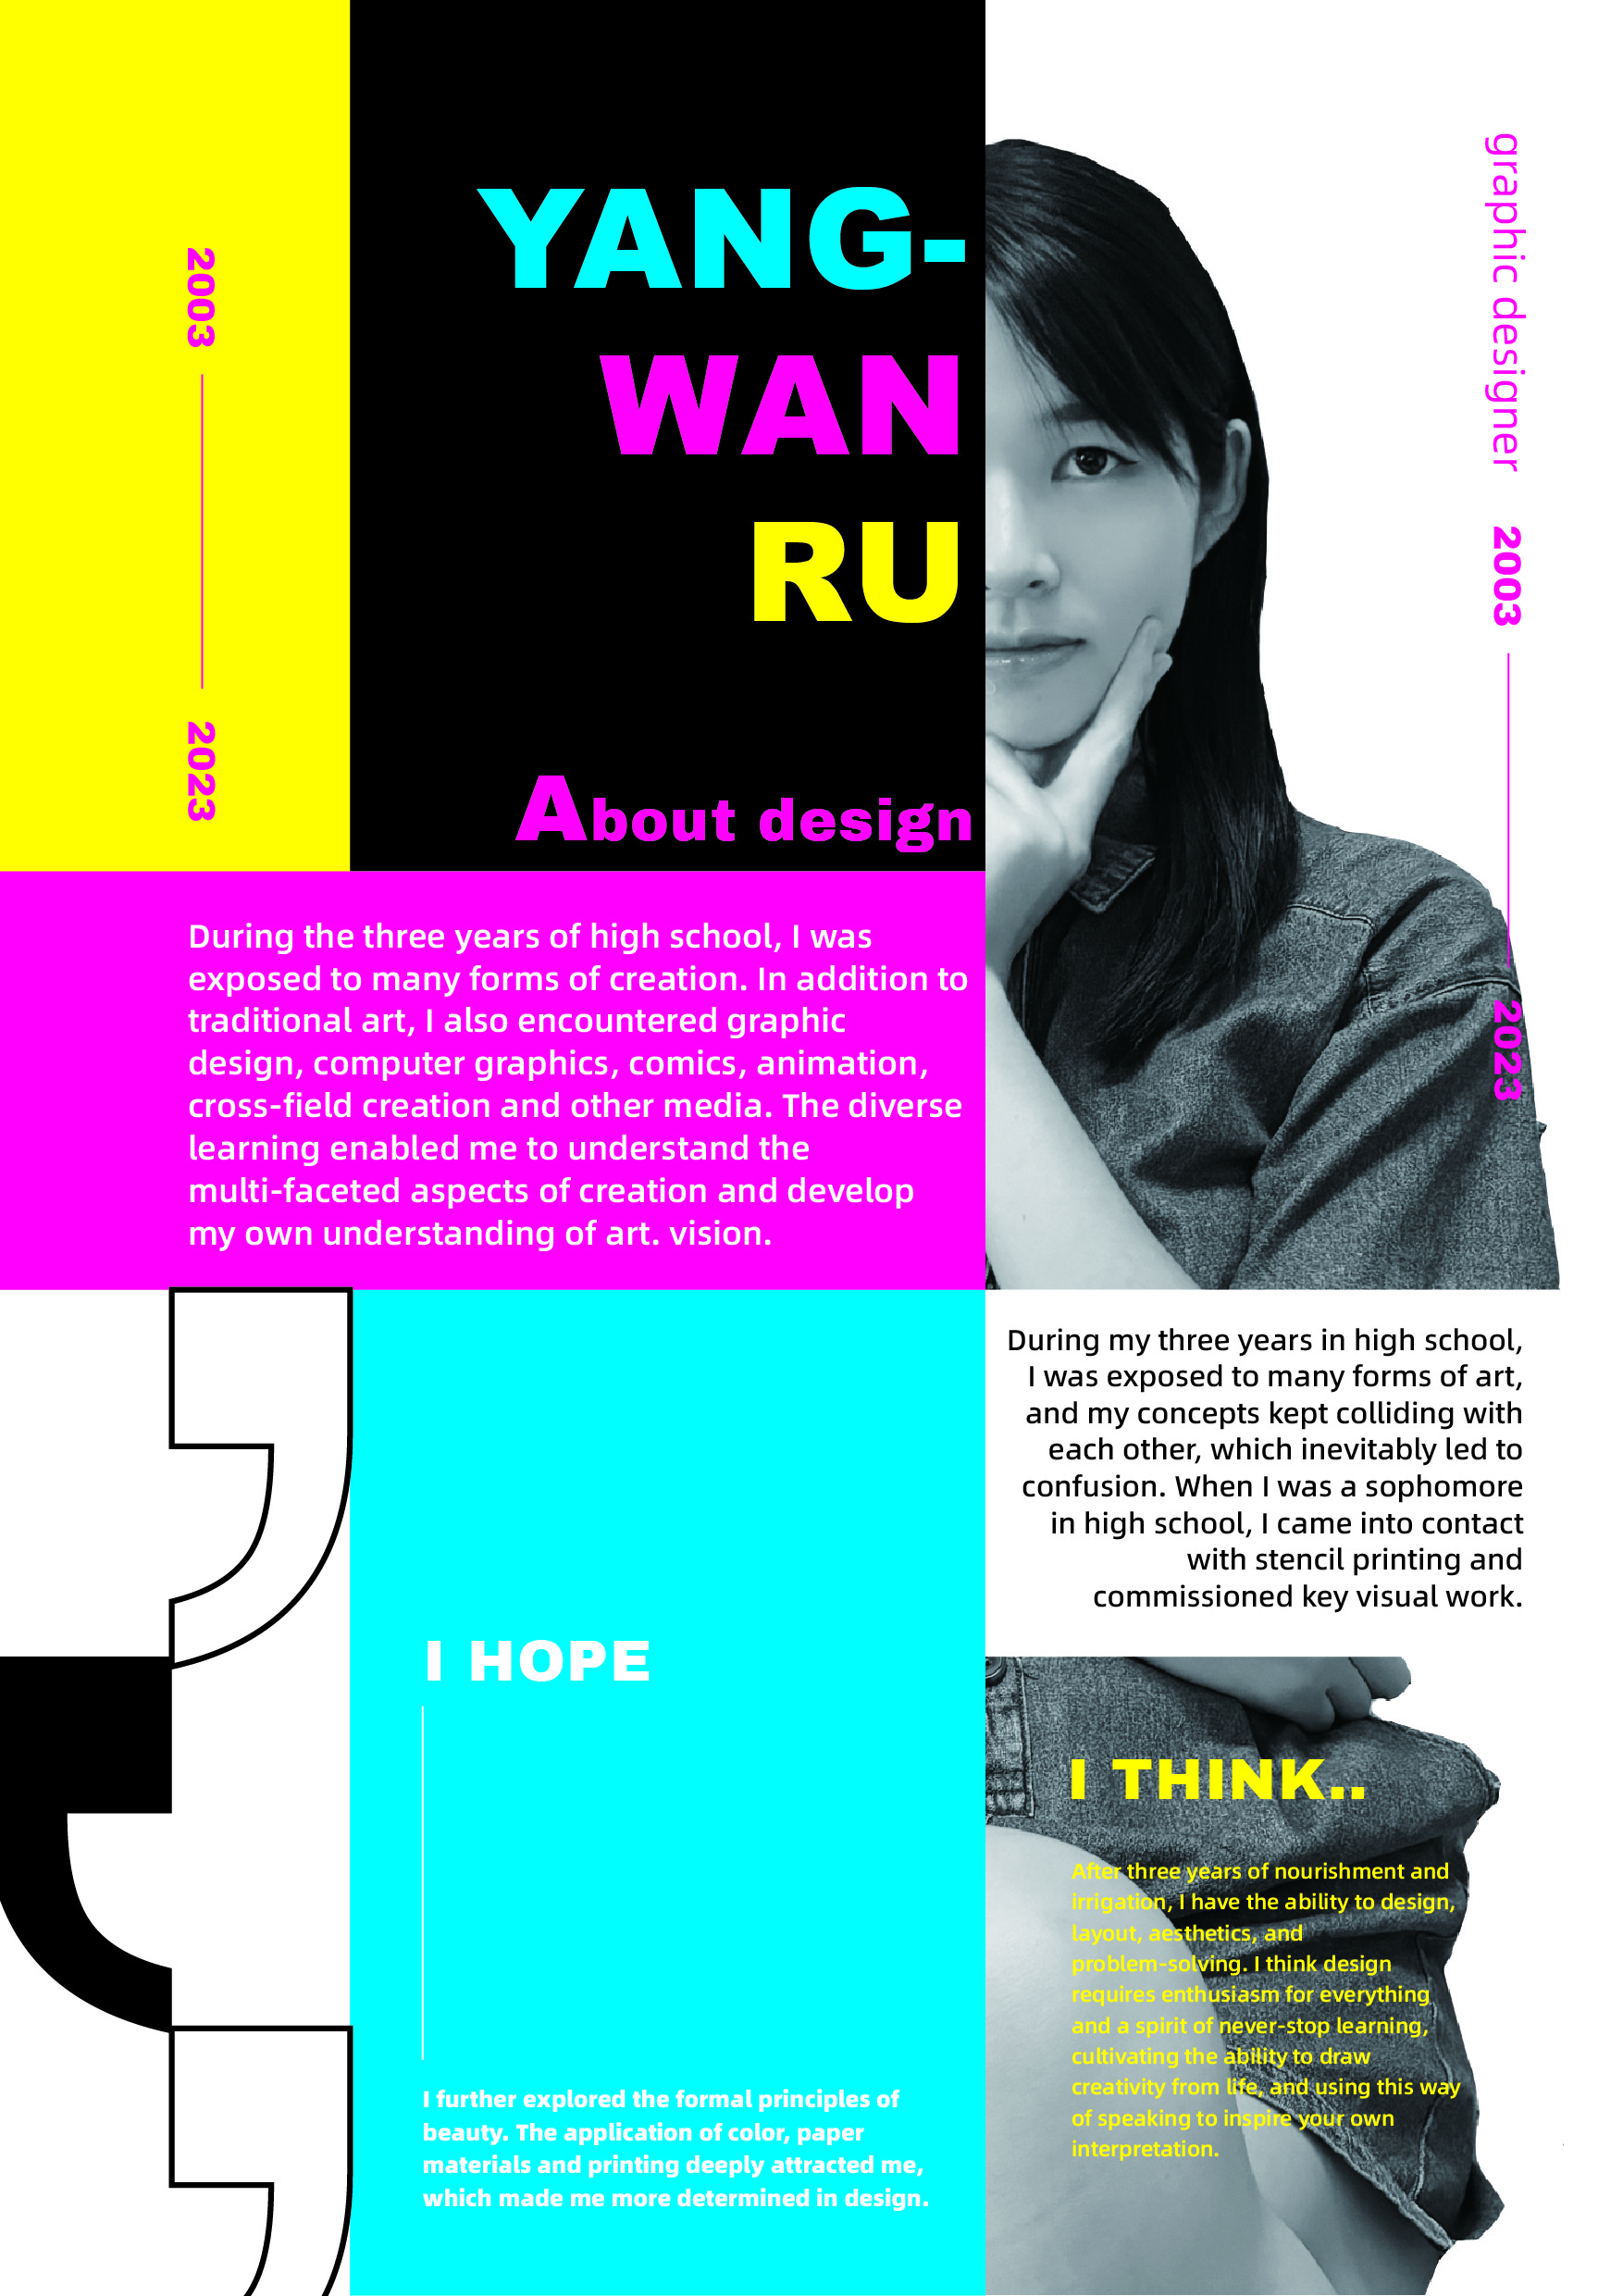 2003
2023
YANG-
WAN
RU
About design
graphic designer
2003
2023
During the three years of high school, I was
exposed to many forms of creation. In addition to
traditional art, I also encountered graphic
design, computer graphics, comics, animation,
cross-field creation and other media. The diverse
learning enabled me to understand the
multi-faceted aspects of creation and develop
my own understanding of art. vision.
During my three years in high school,
I was exposed to many forms of art,
and my concepts kept colliding with
each other, which inevitably led to
confusion. When I was a sophomore
in high school, I came into contact
with stencil printing and
commissioned key visual work.
I HOPE
I further explored the formal principles of
beauty. The application of color, paper
materials and printing deeply attracted me,
which made me more determined in design.
I THINK..
After three years of nourishment and
irrigation, I have the ability to design,
layout, aesthetics, and
problem-solving. I think design
requires enthusiasm for everything
and a spirit of never-stop learning,
cultivating the ability to draw
creativity from life, and using this way
of speaking to inspire your own
interpretation.